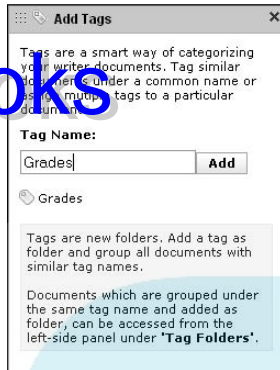 Add Tags
Tags are a smart way of categorizing
your writer documents. Tag similar
documents under a common name or
tags to a particular
Tag Name:
Grades
Add
Grades
Tags are new folders. Add a tag as
folder and group all documents with
similar tag names.
Documents which are grouped under
the same tag name and added as
folder, can be accessed from the
left-side panel under 'Tag Folders'.
oks